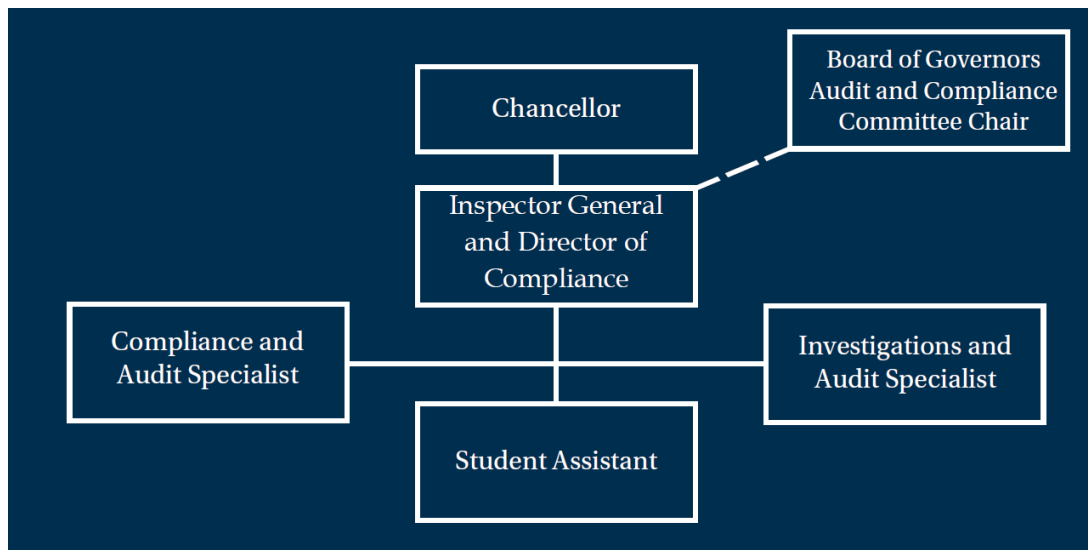 Board of Governors
Audit and Compliance
Committee Chair
Chancellor
Inspector General
and Director of
Compliance
Compliance and
Audit Specialist
Investigations and
Audit Specialist
Student Assistant